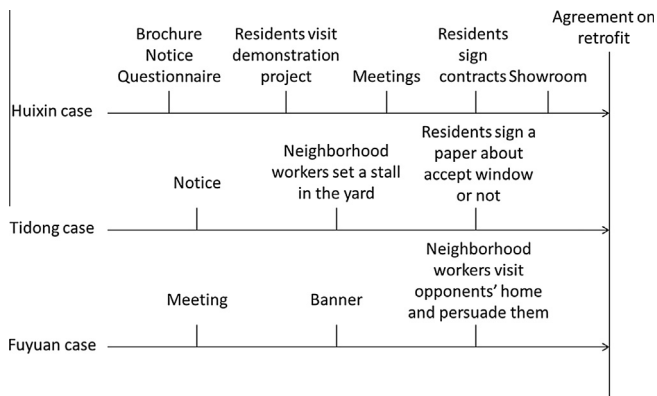 Agreement on
retrofit
Brochure
Notice
Questionnaire
Residents visit
demonstration
project
Meetings
Residents
sign
contracts
Showroom
Huixin case
Notice
Neighborhood
workers set a stall
in the yard
Residents sign a
paper about
accept window
or not
Tidong case
Meeting
Banner
Neighborhood
workers visit
opponents' home
and persuade them
Fuyuan case